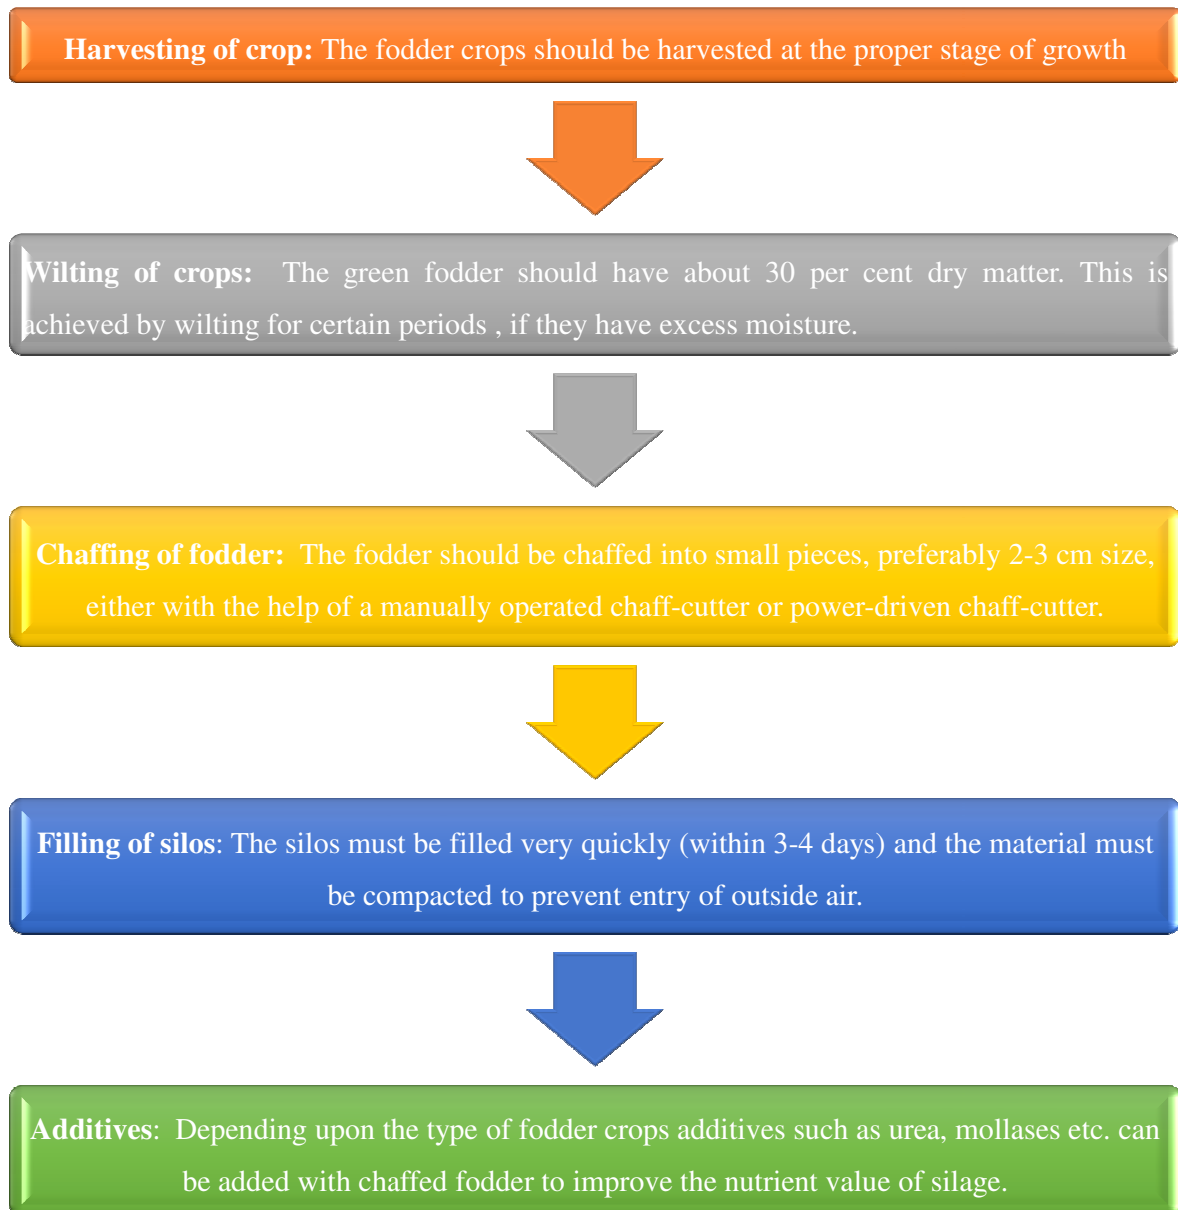 Harvesting of crop: The fodder crops should be harvested at the proper stage of growth
Wilting of crops: The green fodder should have about 30 per cent dry matter. This is
achieved by wilting for certain periods , if they have excess moisture.
Chaffing of fodder: The fodder should be chaffed into small pieces, preferably 2-3 cm size,
either with the help of a manually operated chaff-cutter or power-driven chaff-cutter.
Filling of silos: The silos must be filled very quickly (within 3-4 days) and the material must
be compacted to prevent entry of outside air.
Additives: Depending upon the type of fodder crops additives such as urea, mollases etc. can
be added with chaffed fodder to improve the nutrient value of silage.